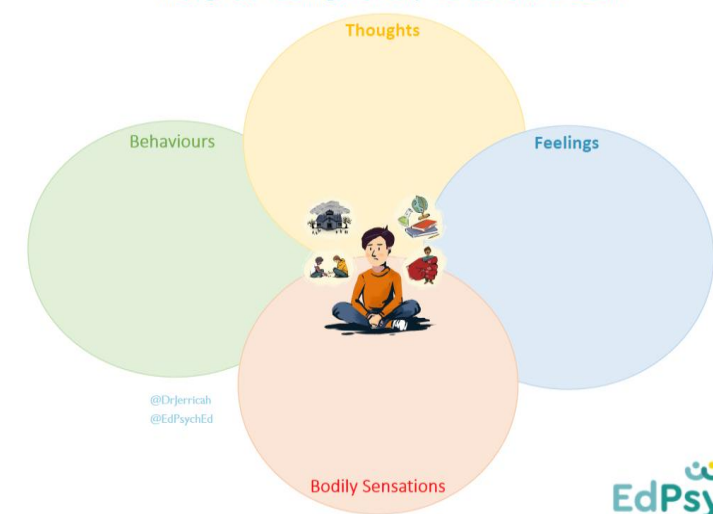 Thoughts
Behaviours
Feelings
@DrJerricah
@EdPsychEd
Bodily Sensations
EdPsy